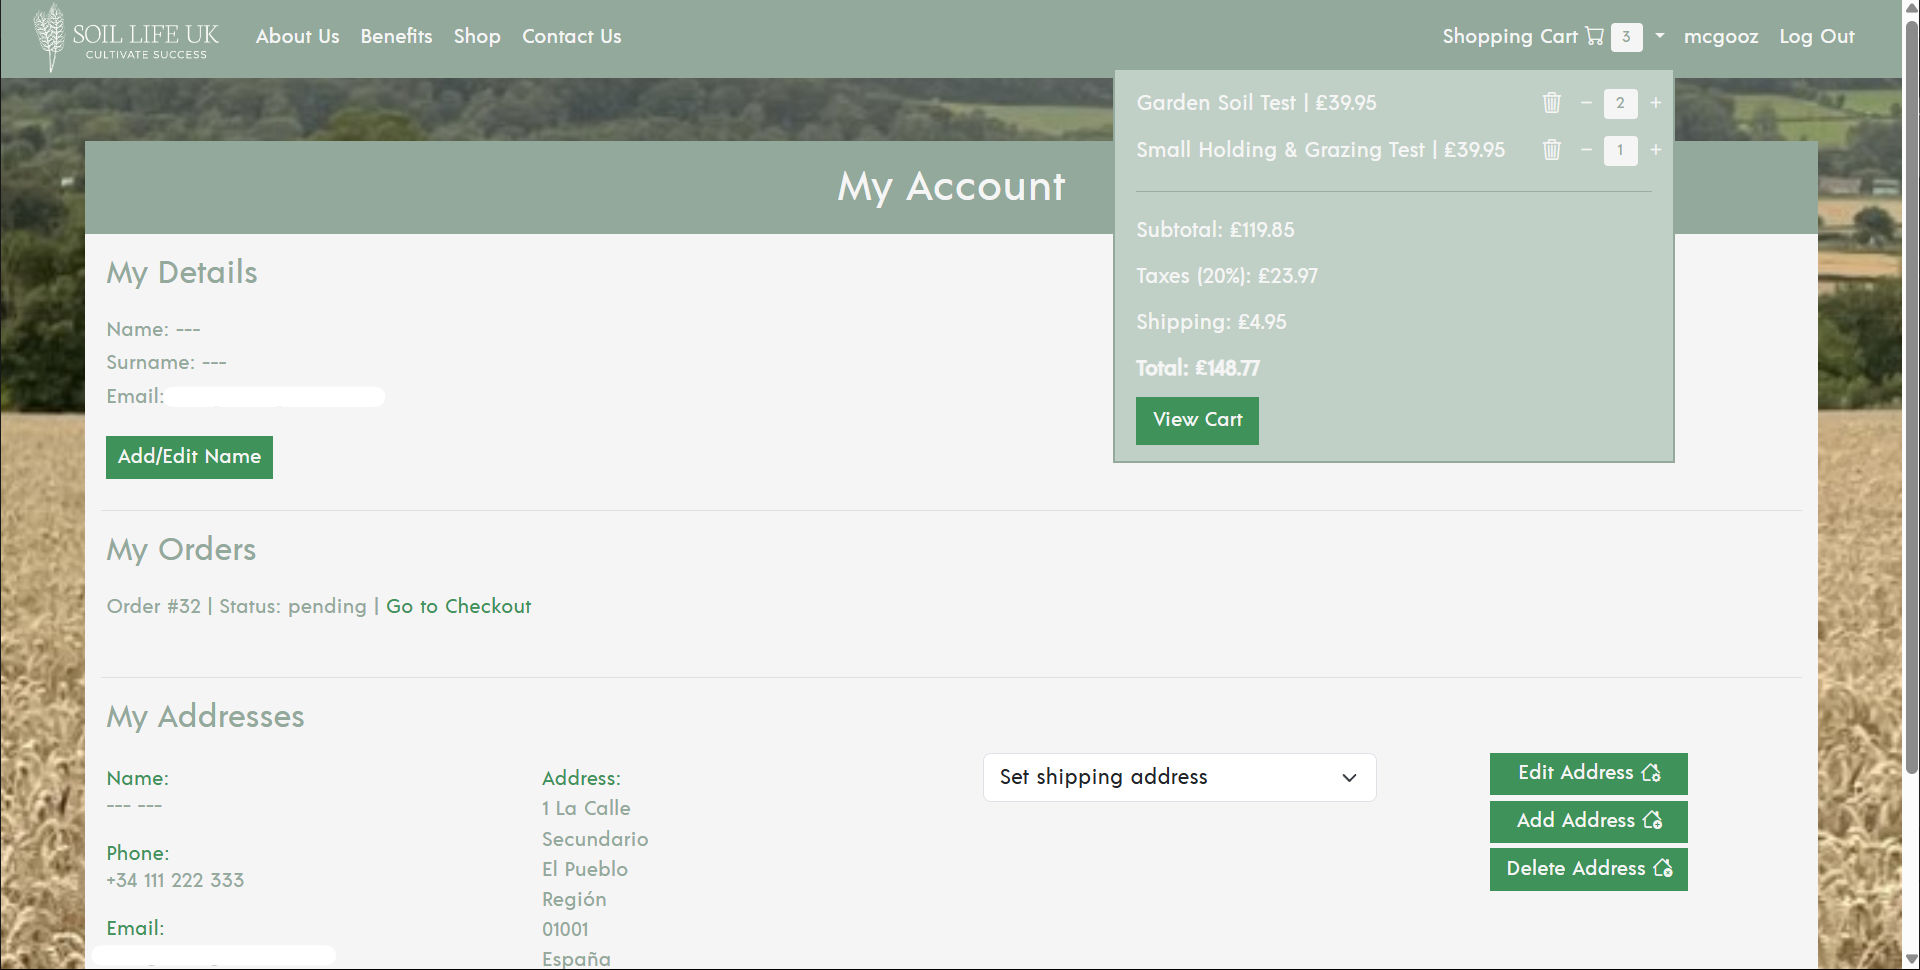 SOIL LIFE UK
CULTIVATE SUCCESS
About Us
Benefits
Shop
Contact Us
Shopping Cart 3
mcgooz
Log Out
Garden Soil Test | £39.95 − 2 +
Small Holding & Grazing Test | £39.95 − 1 +
Subtotal: £119.85
Taxes (20%): £23.97
Shipping: £4.95
Total: £148.77
View Cart
My Account
My Details
Name: ---
Surname: ---
Email:
Add/Edit Name
My Orders
Order #32 | Status: pending | Go to Checkout
My Addresses
Name:
--- ---
Phone:
+34 111 222 333
Email:
Address:
1 La Calle
Secundario
El Pueblo
Región
01001
España
Set shipping address
Edit Address
Add Address
Delete Address